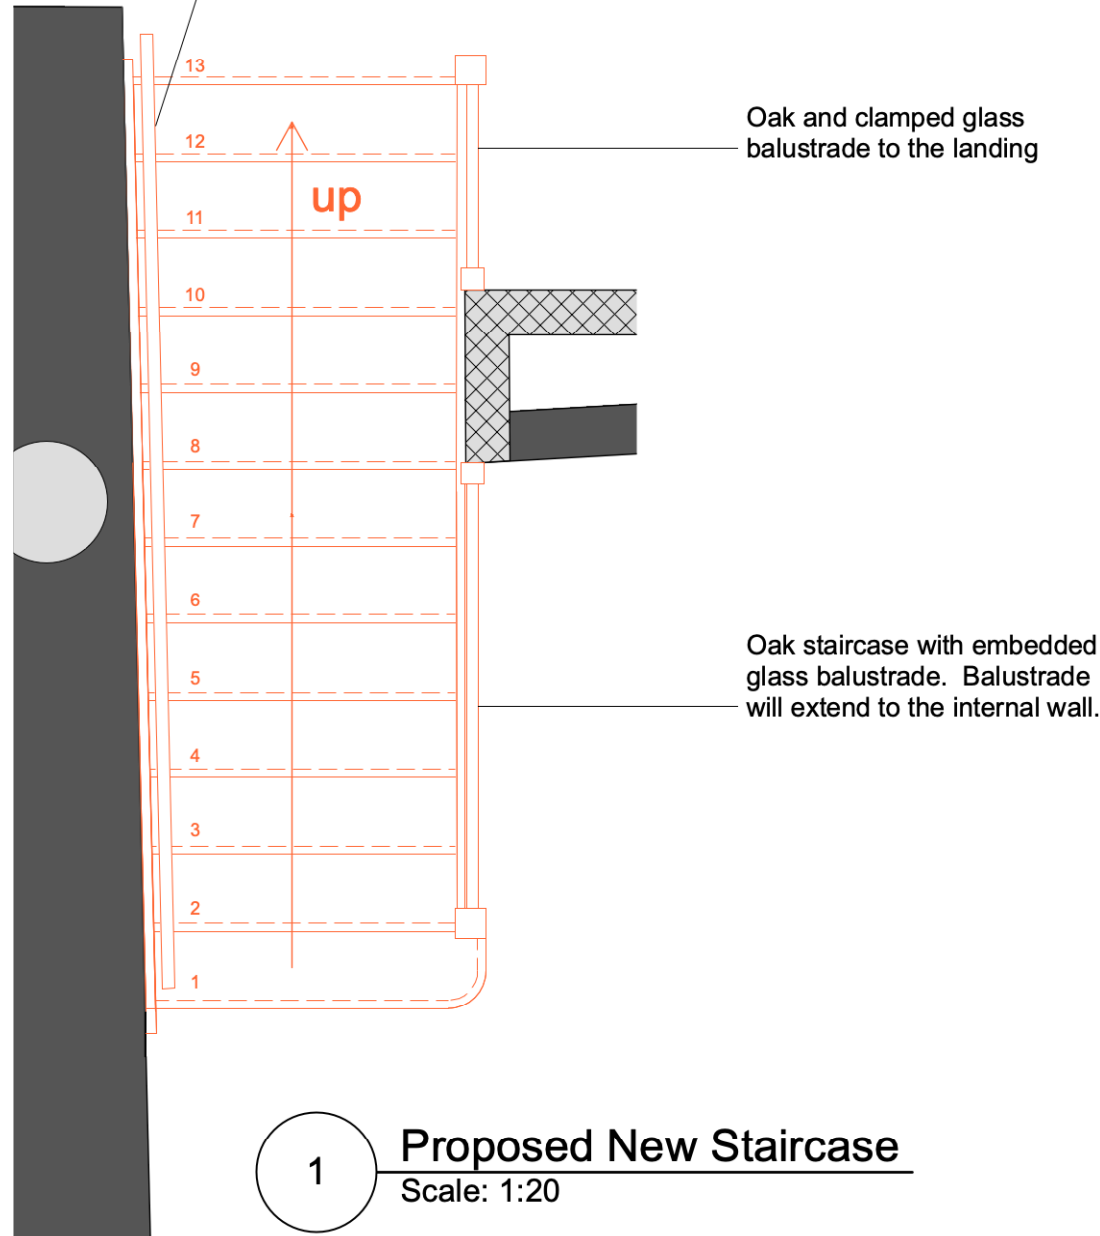 13
Oak and clamped glass
balustrade to the landing
12
up
11
10
9
8
7
6
Oak staircase with embedded
glass balustrade.  Balustrade
will extend to the internal wall.
5
4
3
2
1
1
Proposed New Staircase
Scale: 1:20